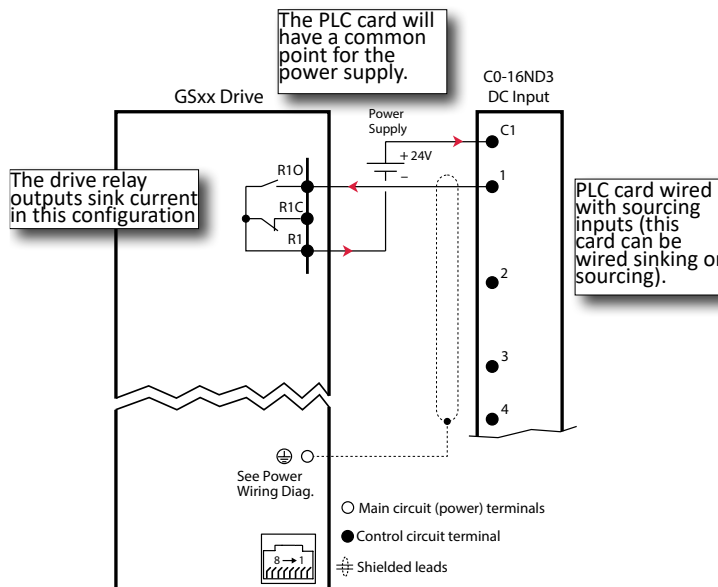 The PLC card will
have a common
point for the
power supply.
C0-16ND3
DC Input
GSxx Drive
Power
Supply
C1
+ 24V
–
The drive relay
outputs sink current
in this configuration
R1O
1
R1C
R1
PLC card wired
with sourcing
inputs (this
card can be
wired sinking or
sourcing).
2
3
4
See Power
Wiring Diag.
Main circuit (power) terminals
Control circuit terminal
8→1
Shielded leads